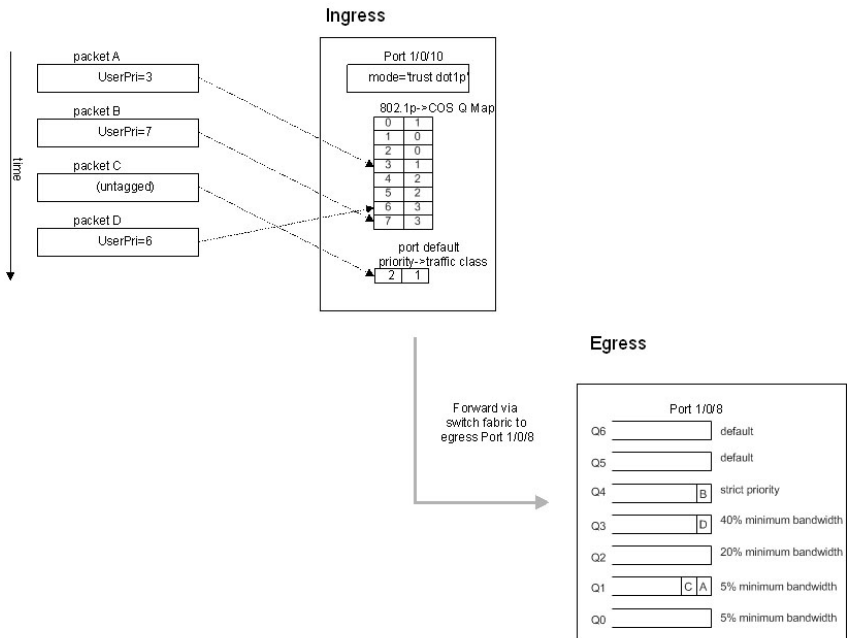 Ingress
packet A
UserPri=3
packet B
UserPri=7
packet C
(untagged)
packet D
UserPri=6
time
Port 1/0/10
mode='trust dot1p'
802.1p->COS Q Map
0 1
1 0
2 0
3 1
4 2
5 2
6 3
7 3
port default
priority->traffic class
2 1
Forward via
switch fabric to
egress Port 1/0/8
Egress
Port 1/0/8
Q6 default
Q5 default
Q4 B strict priority
Q3 D 40% minimum bandwidth
Q2 20% minimum bandwidth
Q1 C A 5% minimum bandwidth
Q0 5% minimum bandwidth